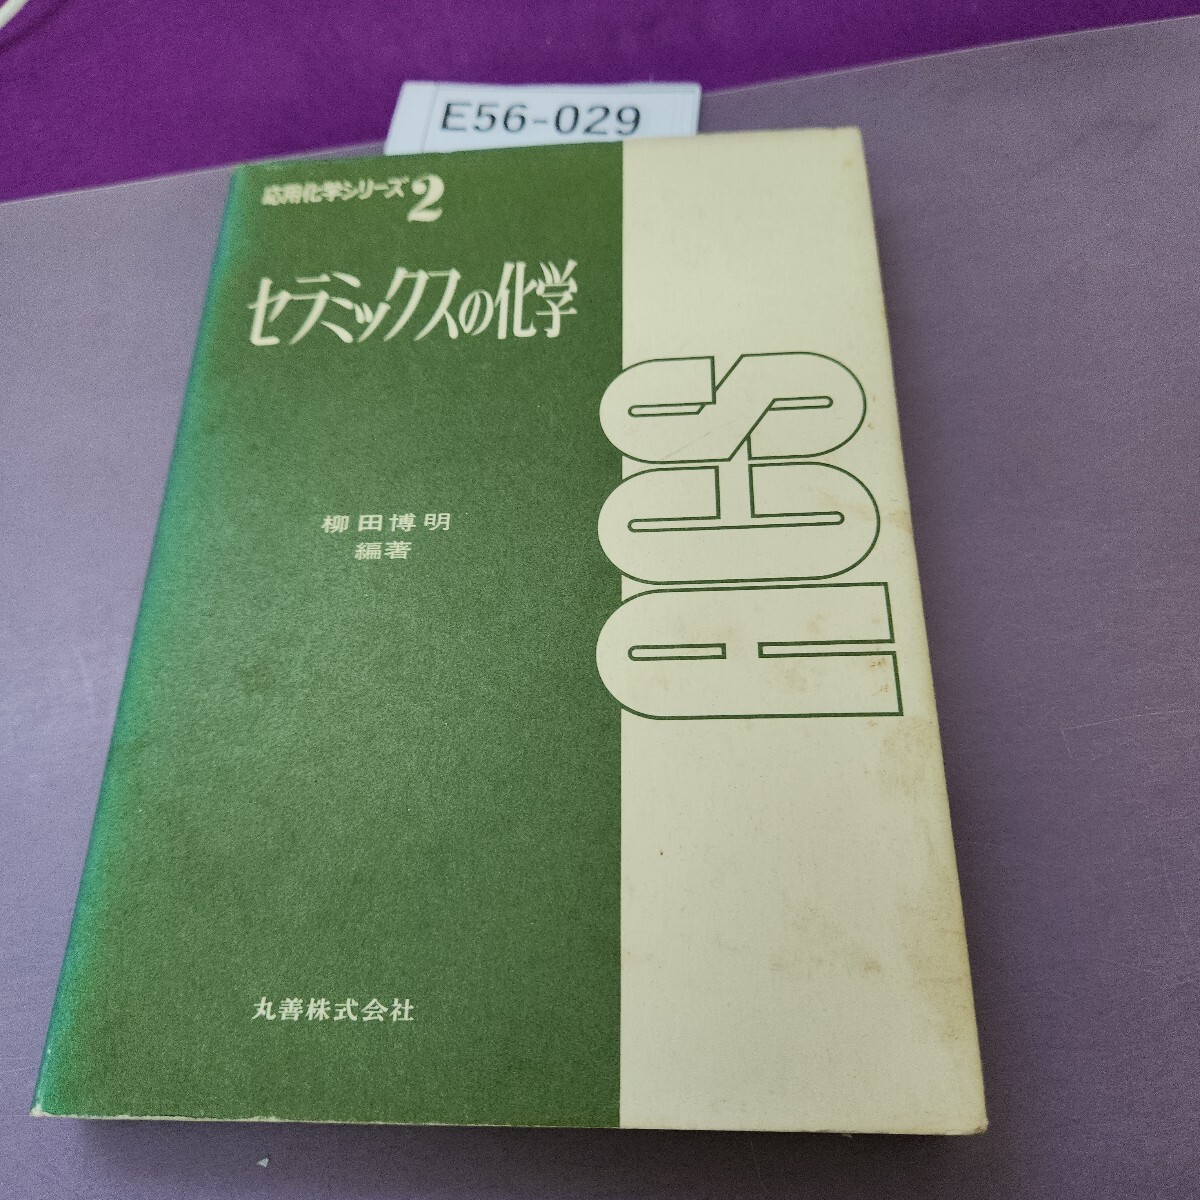 E56-029
応用化学シリーズ2
セラミックスの化学
ACS
柳田博明
編著
丸善株式会社